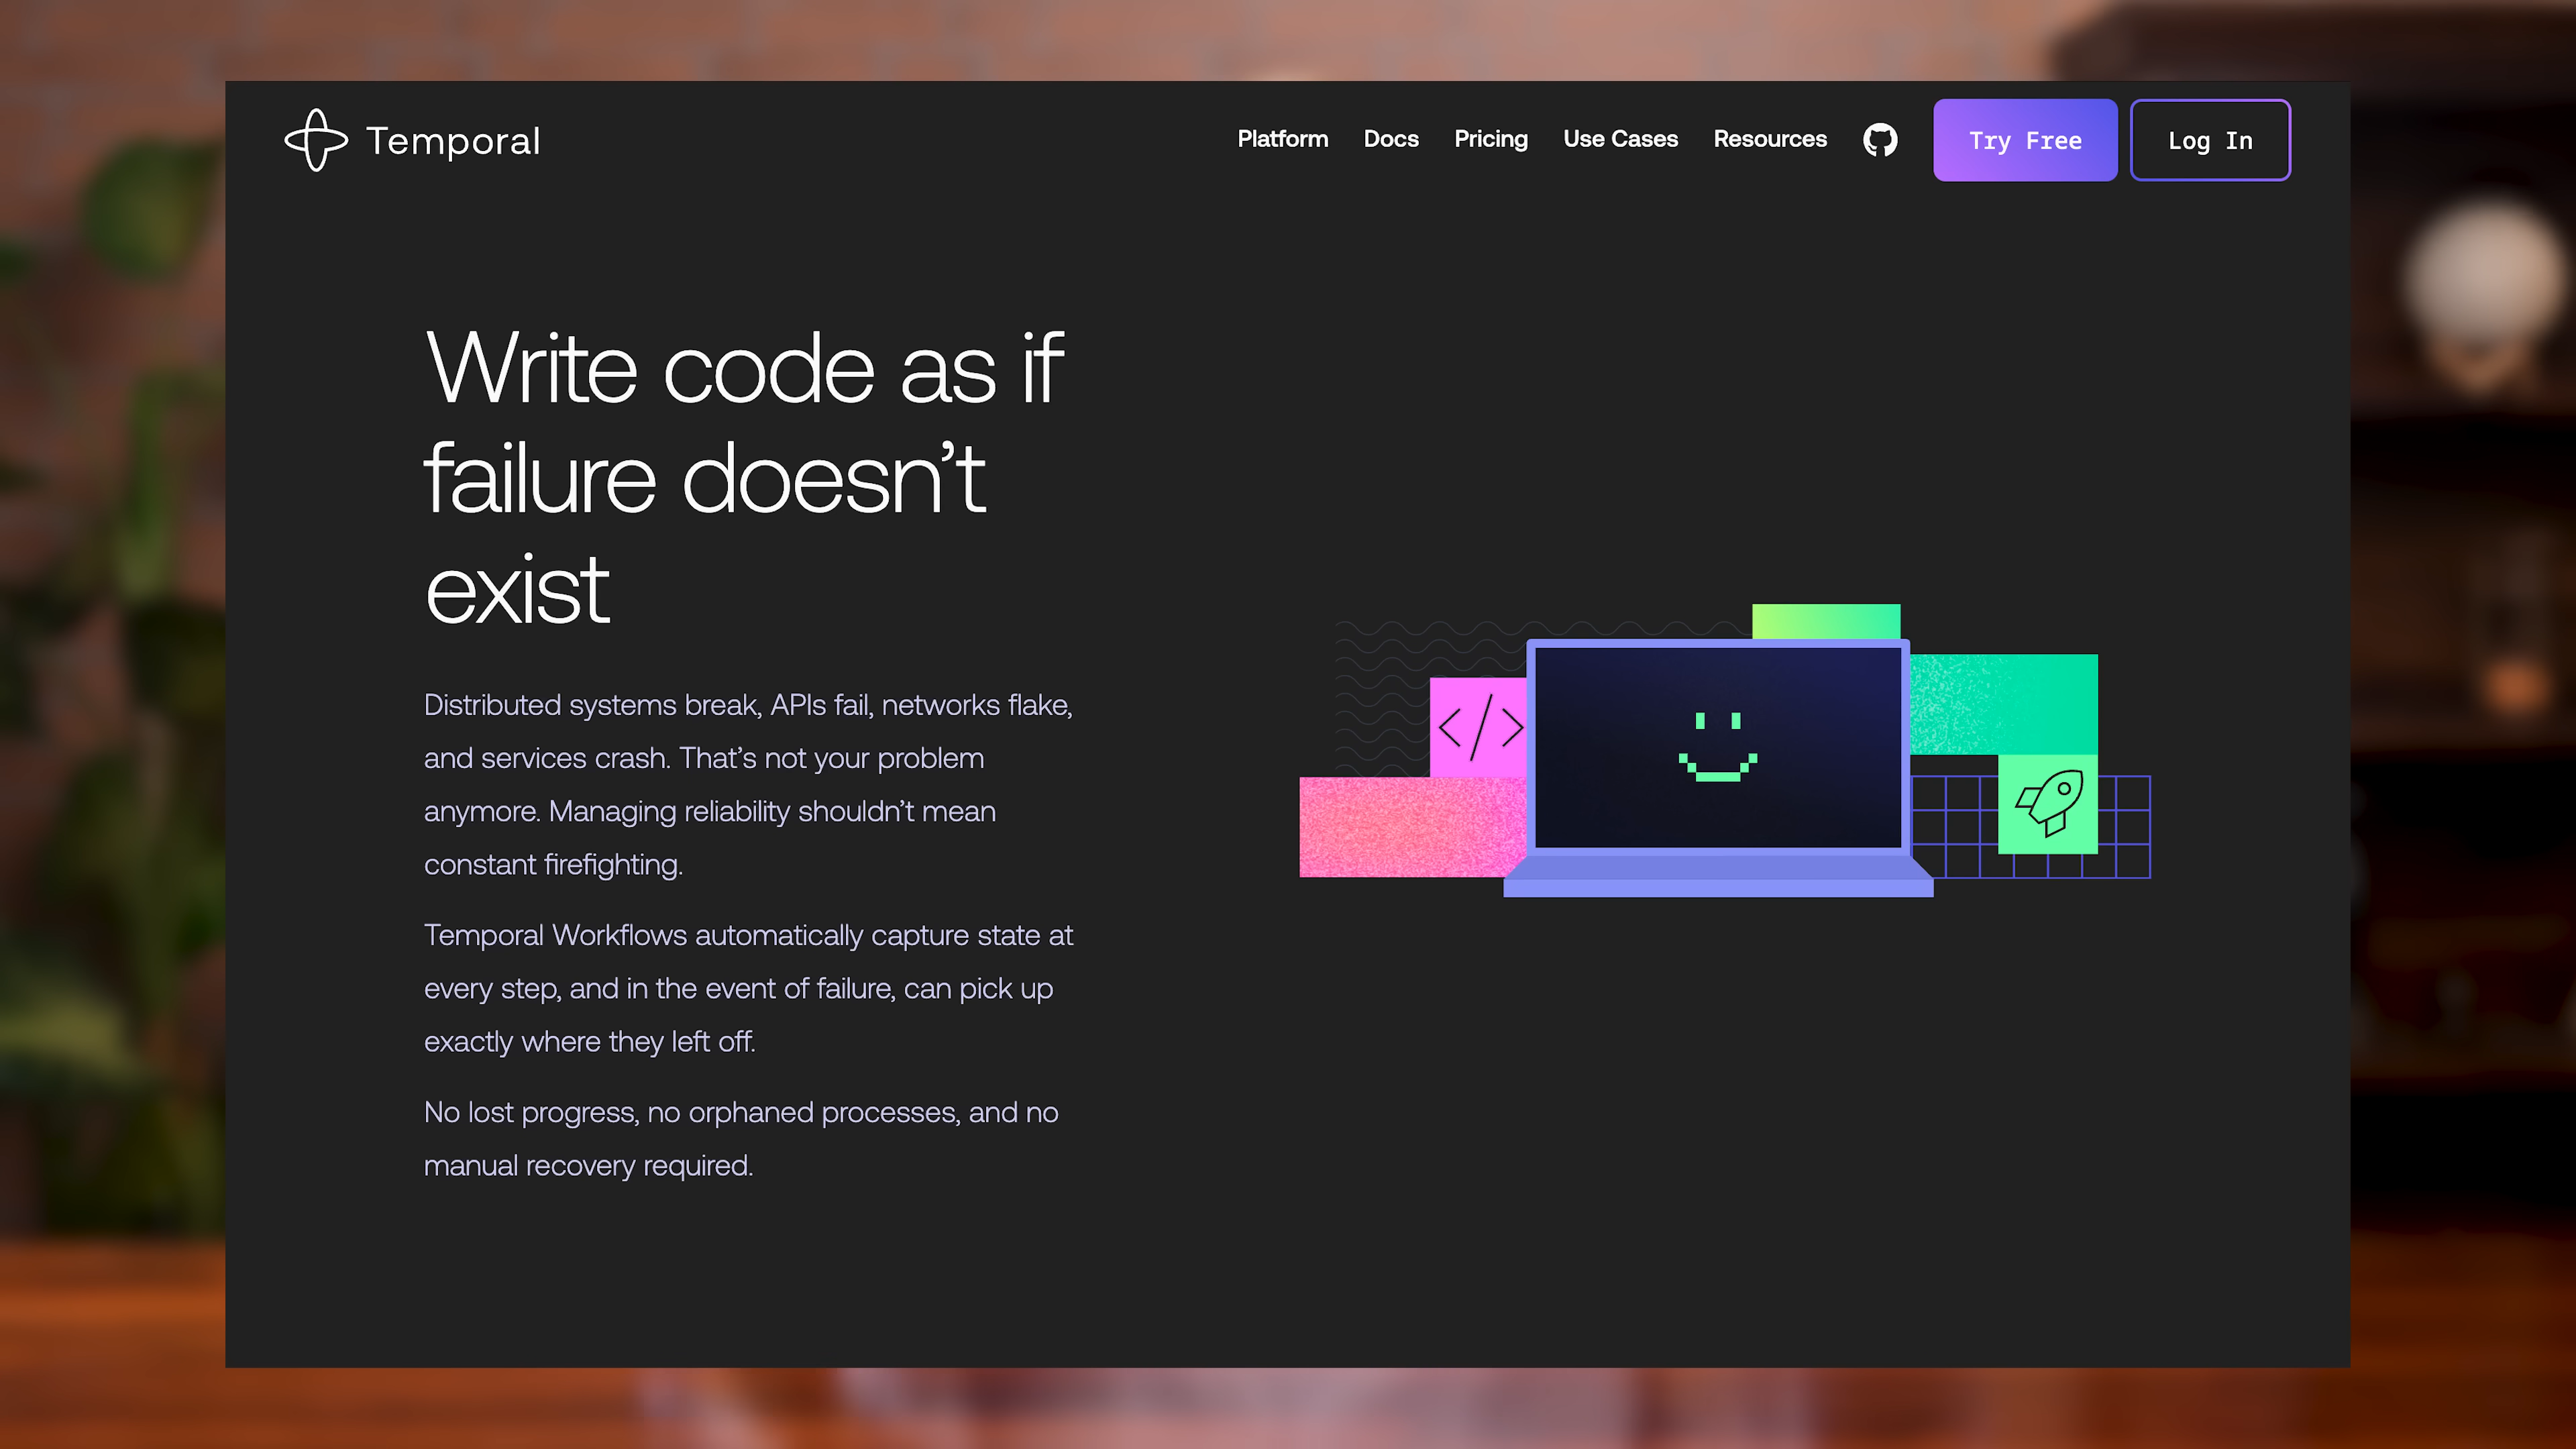 Temporal
Platform Docs Pricing Use Cases Resources Try Free Log In
Write code as if
failure doesn’t
exist
Distributed systems break, APIs fail, networks flake,
and services crash. That’s not your problem
anymore. Managing reliability shouldn’t mean
constant firefighting.
Temporal Workflows automatically capture state at
every step, and in the event of failure, can pick up
exactly where they left off.
No lost progress, no orphaned processes, and no
manual recovery required.